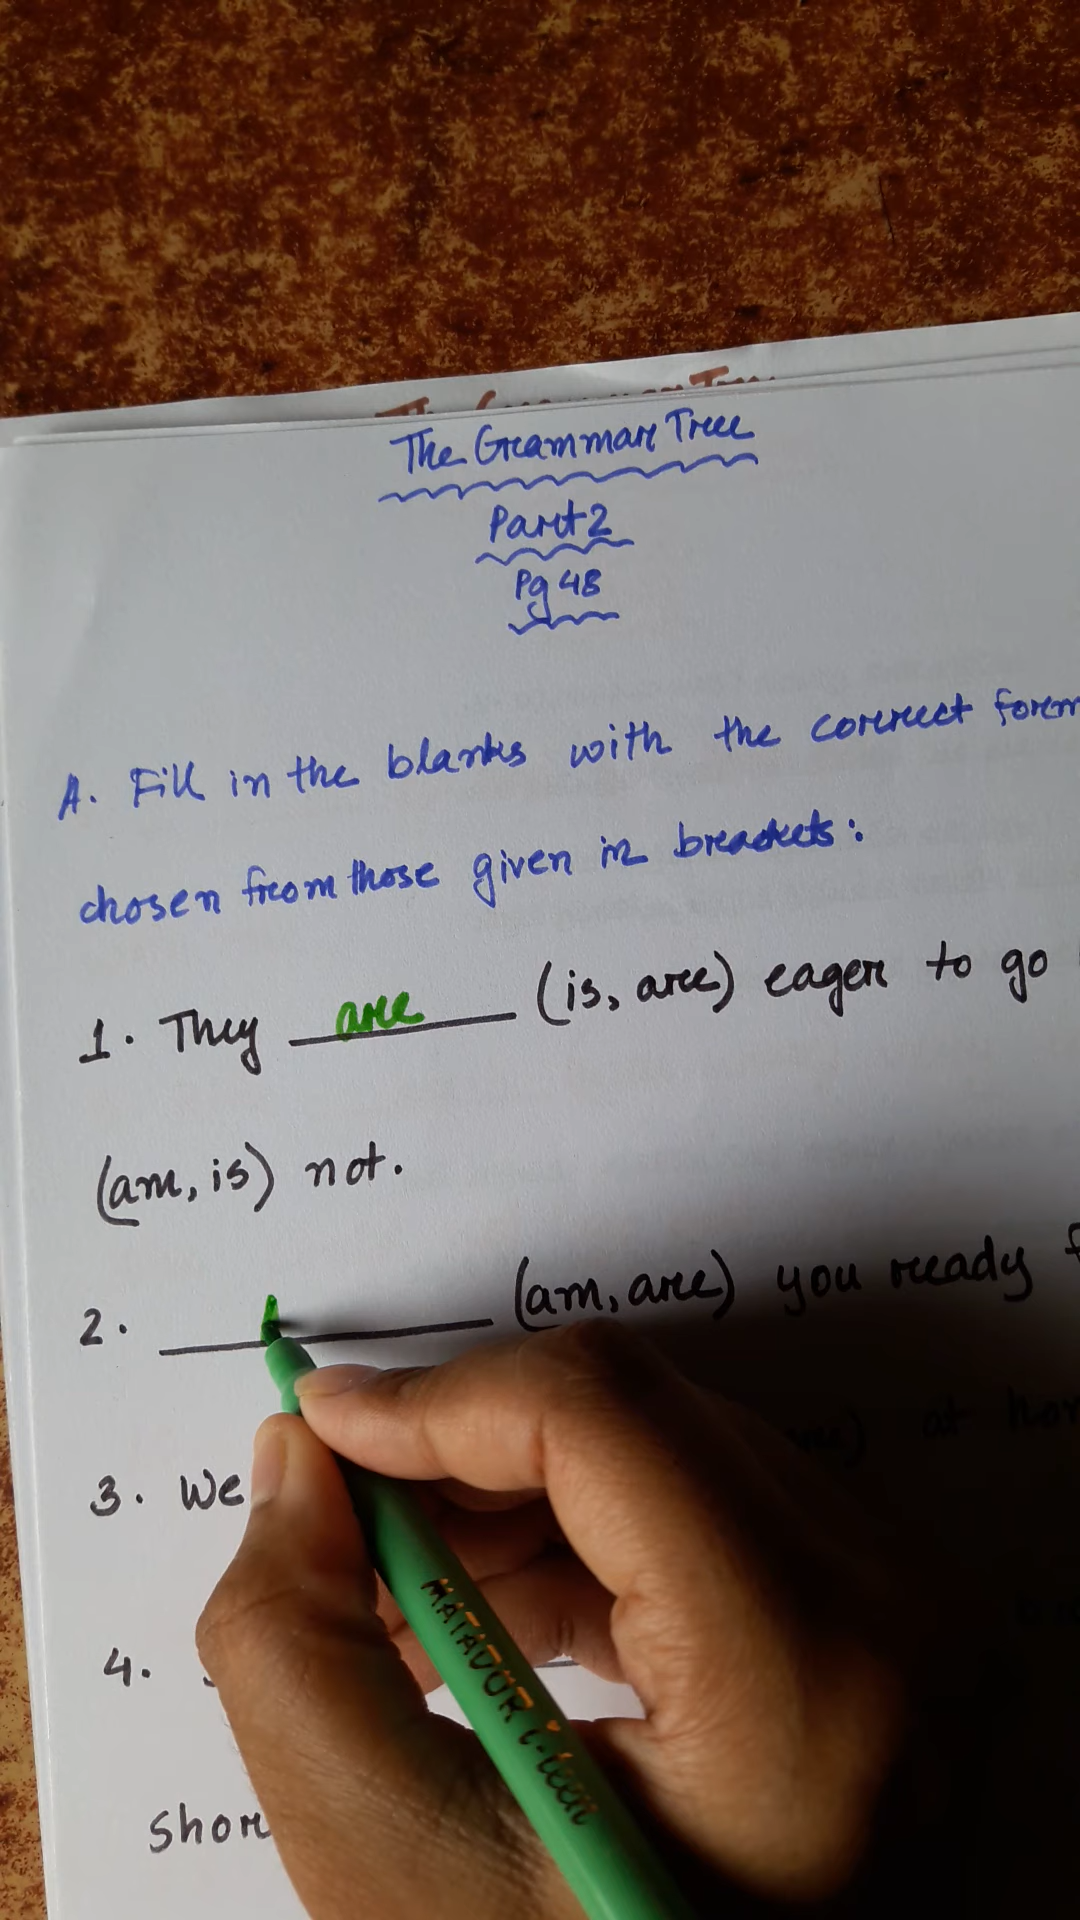 The Grammar Tree
Part 2
Pg 48
A. Fill in the blanks with the correct form
chosen from those given in brackets:
1. They are (is, are) eager to go
(am, is) not.
2. (am, are) you ready
3. We at
4.
MATADOR i-teen